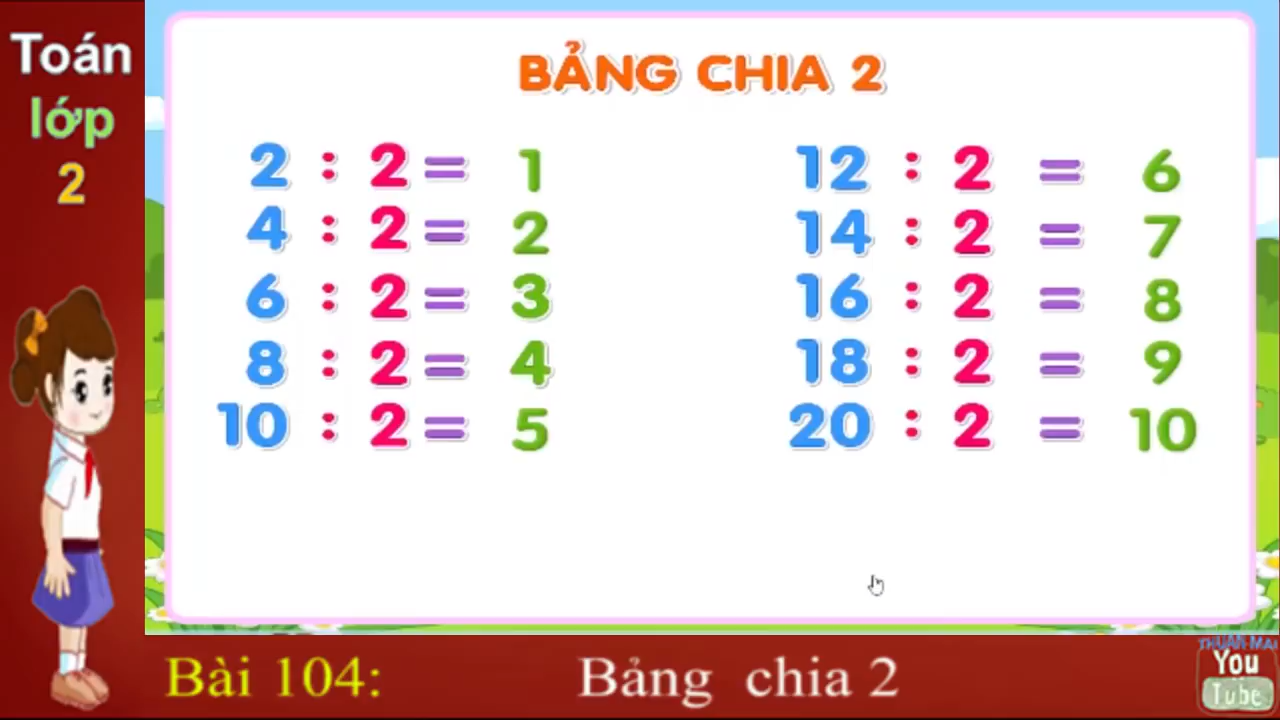 Toán
lớp
2
BẢNG CHIA 2
2 : 2 = 1
4 : 2 = 2
6 : 2 = 3
8 : 2 = 4
10 : 2 = 5
12 : 2 = 6
14 : 2 = 7
16 : 2 = 8
18 : 2 = 9
20 : 2 = 10
Bài 104: Bảng chia 2
THUAN MAI
You
Tube